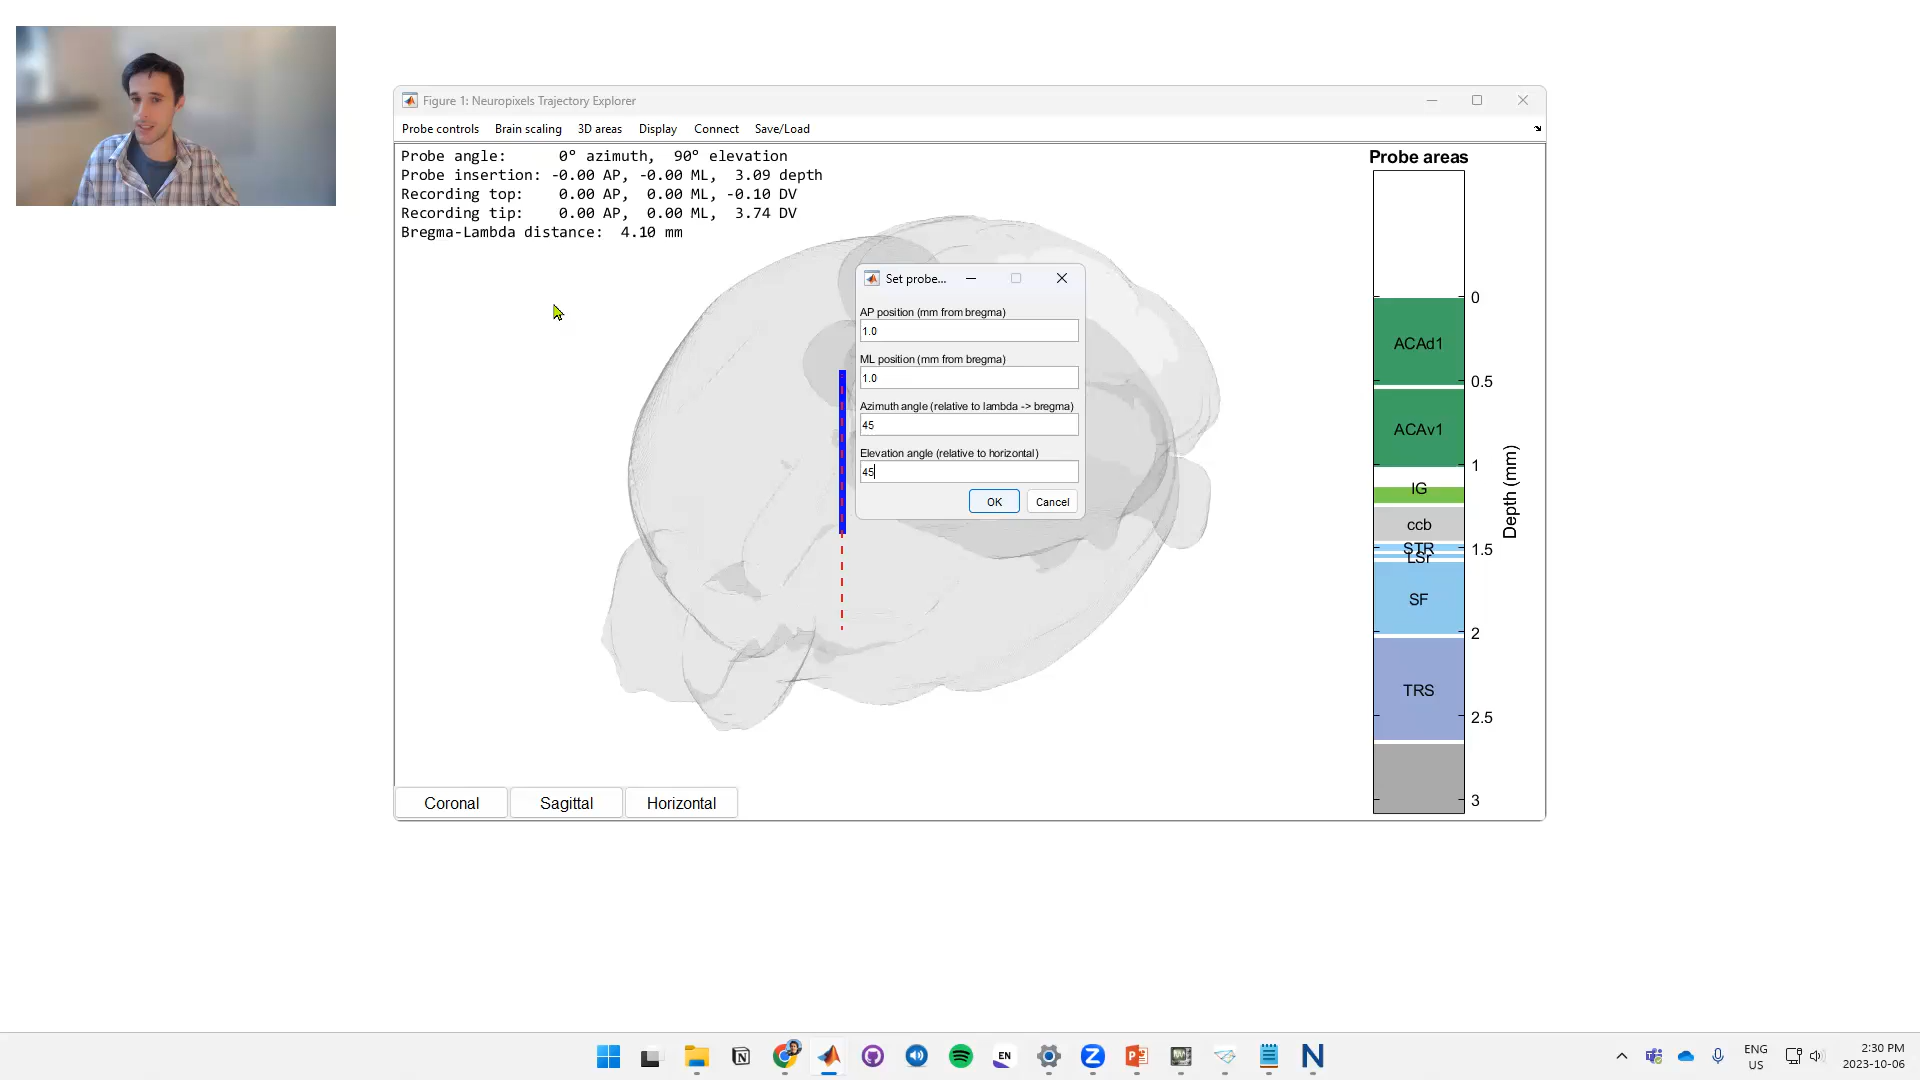 Figure 1: Neuropixels Trajectory Explorer
Probe controls Brain scaling 3D areas Display Connect Save/Load
Probe angle: 0° azimuth, 90° elevation
Probe insertion: -0.00 AP, -0.00 ML, 3.09 depth
Recording top: 0.00 AP, 0.00 ML, -0.10 DV
Recording tip: 0.00 AP, 0.00 ML, 3.74 DV
Bregma-Lambda distance: 4.10 mm
Set probe...
AP position (mm from bregma)
1.0
ML position (mm from bregma)
1.0
Azimuth angle (relative to lambda -> bregma)
45
Elevation angle (relative to horizontal)
45
OK Cancel
Probe areas
0
ACAd1
0.5
ACAv1
1
IG
ccb
STR
1.5
LSr
SF
2
TRS
2.5
3
Depth (mm)
Coronal Sagittal Horizontal
EN
ENG
US
2:30 PM
2023-10-06